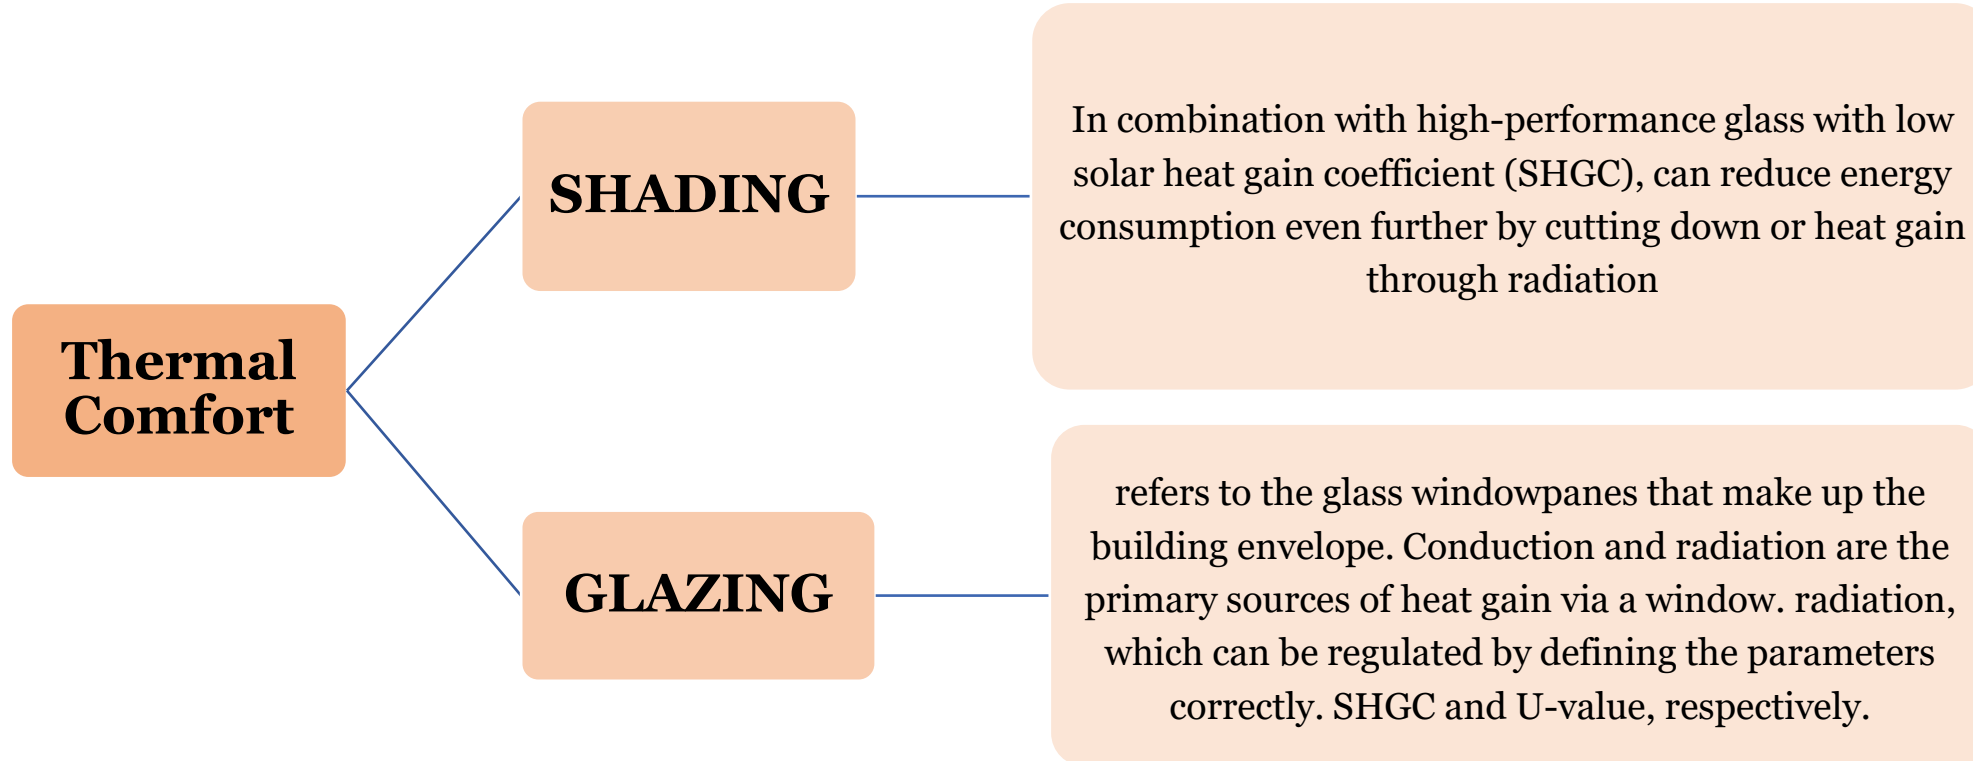 Thermal
Comfort
SHADING
In combination with high-performance glass with low
solar heat gain coefficient (SHGC), can reduce energy
consumption even further by cutting down or heat gain
through radiation
GLAZING
refers to the glass windowpanes that make up the
building envelope. Conduction and radiation are the
primary sources of heat gain via a window. radiation,
which can be regulated by defining the parameters
correctly. SHGC and U-value, respectively.